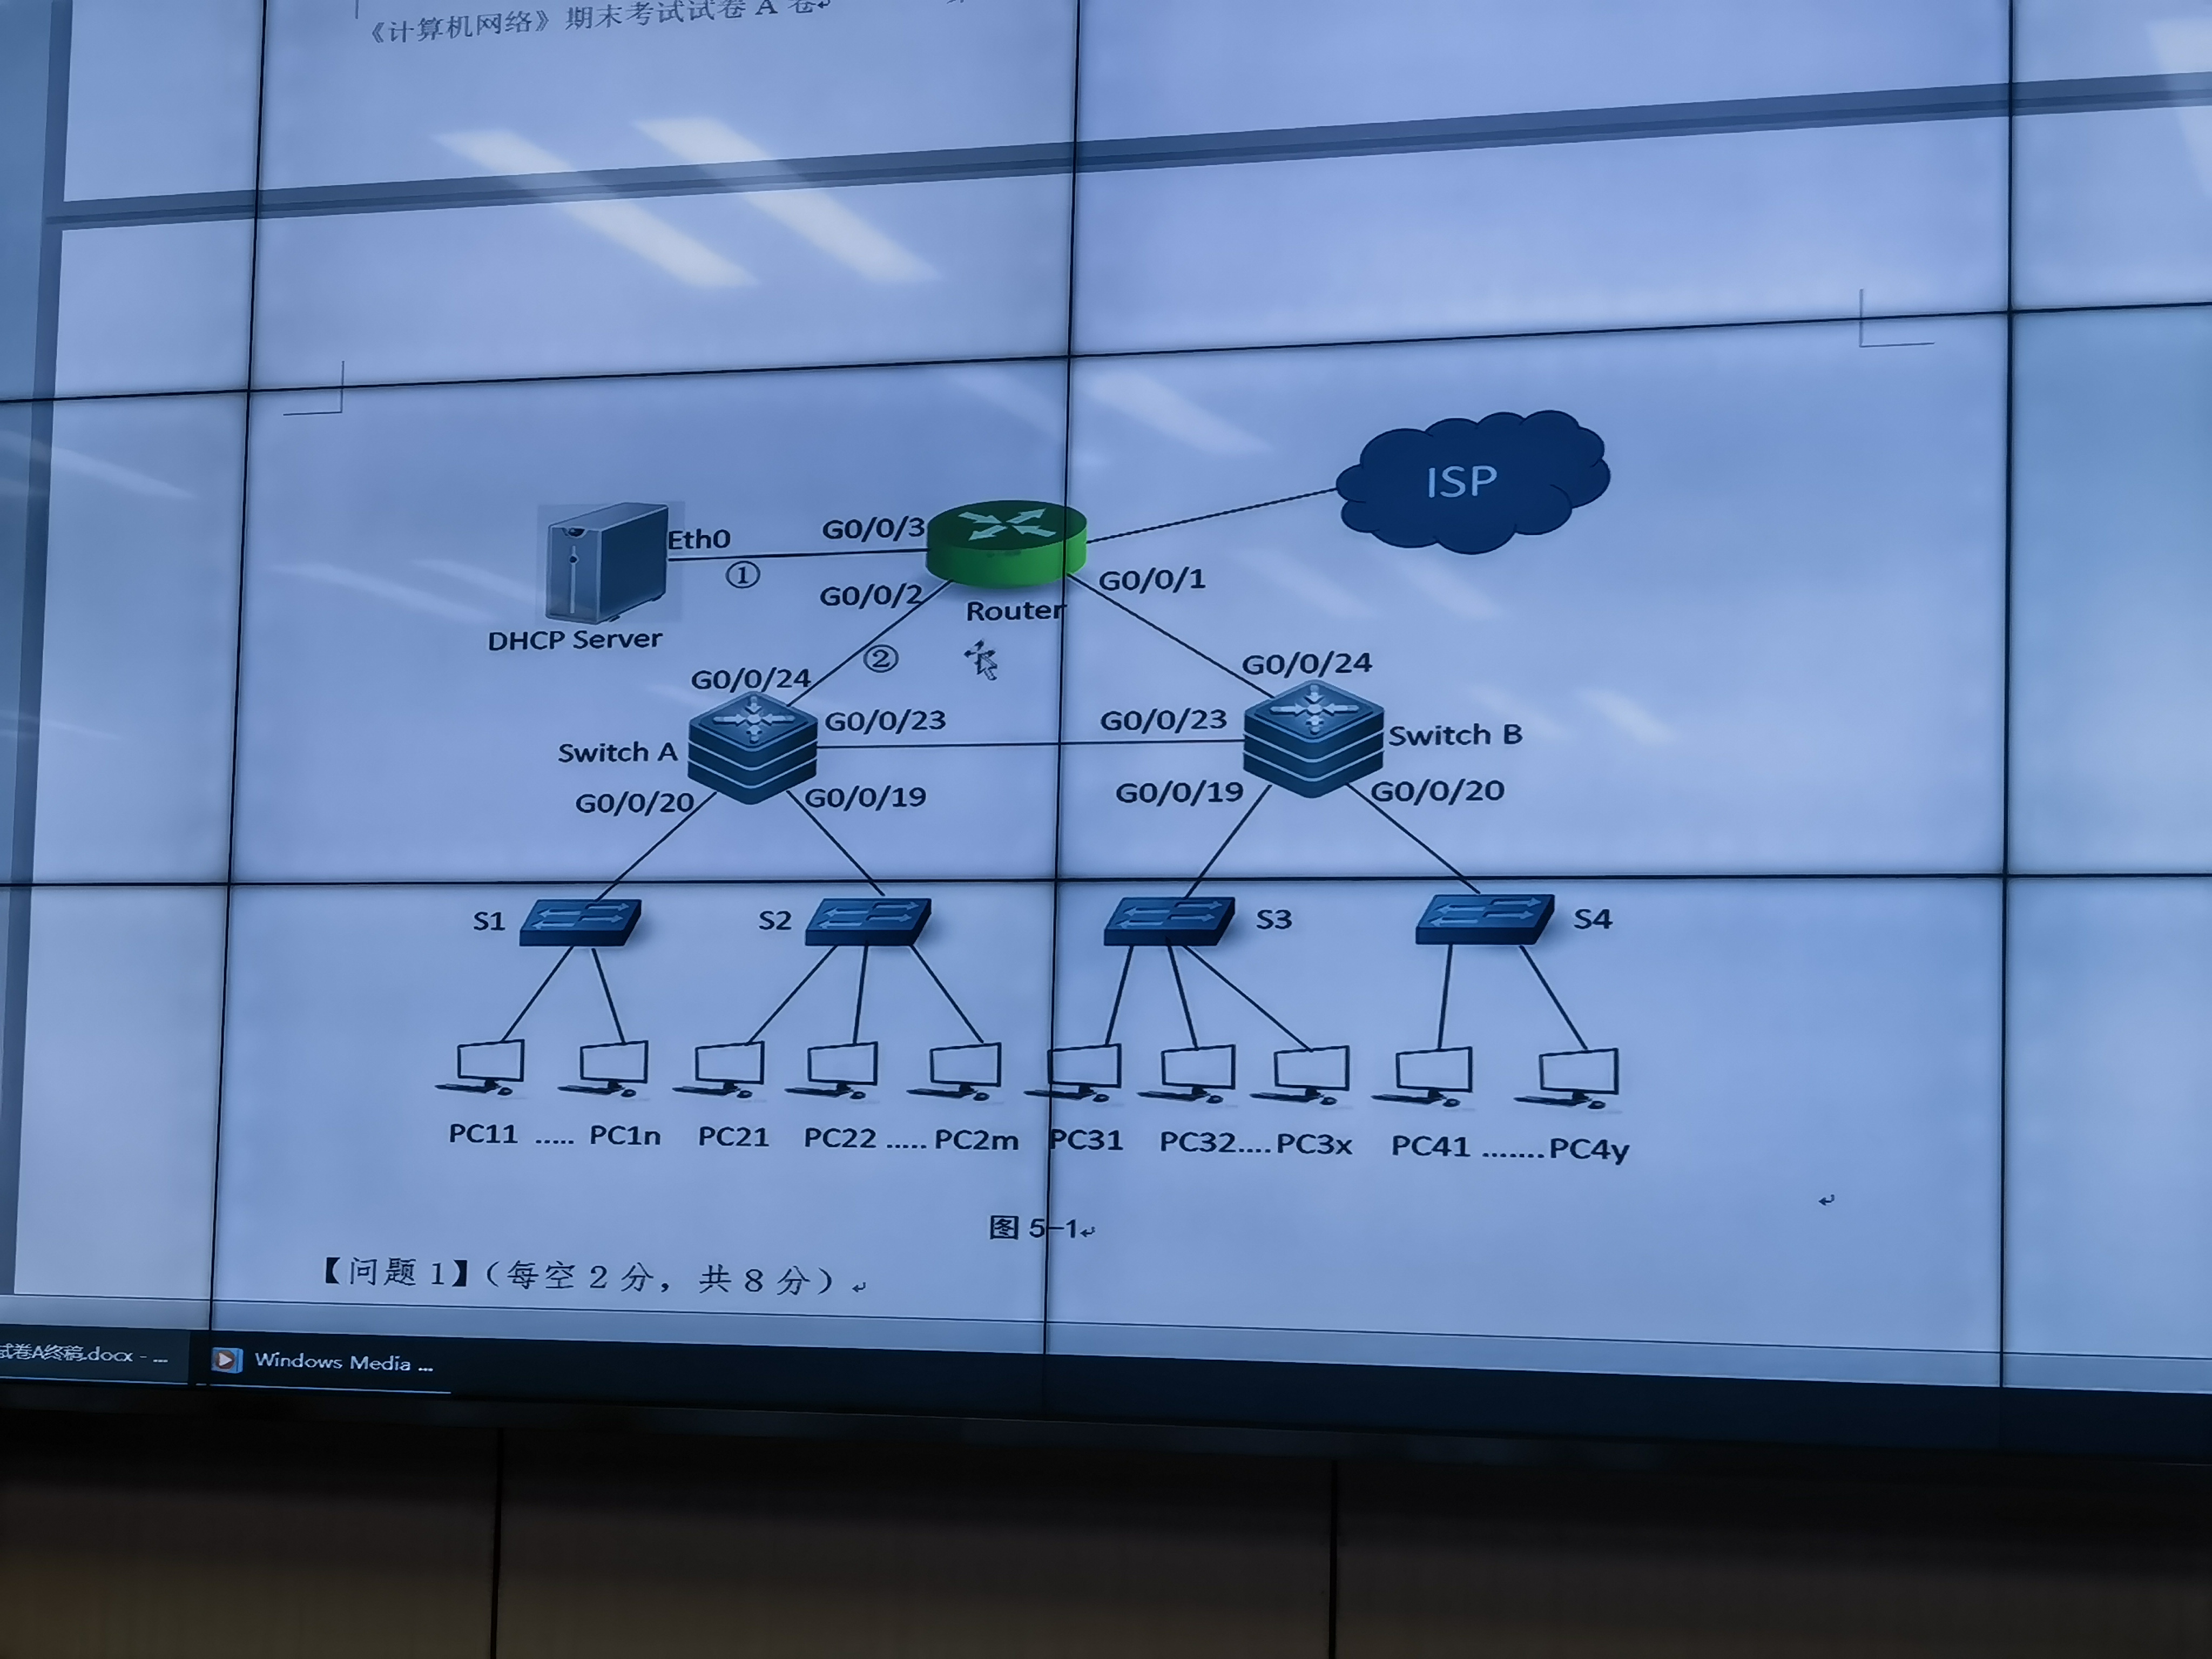 《计算机网络》期末考试试卷 A 卷
ISP
Eth0
G0/0/3
①
G0/0/2
G0/0/1
Router
DHCP Server
②
G0/0/24
G0/0/24
G0/0/23
G0/0/23
Switch A
Switch B
G0/0/20
G0/0/19
G0/0/19
G0/0/20
S1
S2
S3
S4
PC11 ..... PC1n PC21 PC22 ..... PC2m PC31 PC32.... PC3x PC41 ....... PC4y
图 5-1
【问题 1】（每空 2 分，共 8 分）
试卷A终稿.docx - ...
Windows Media ...